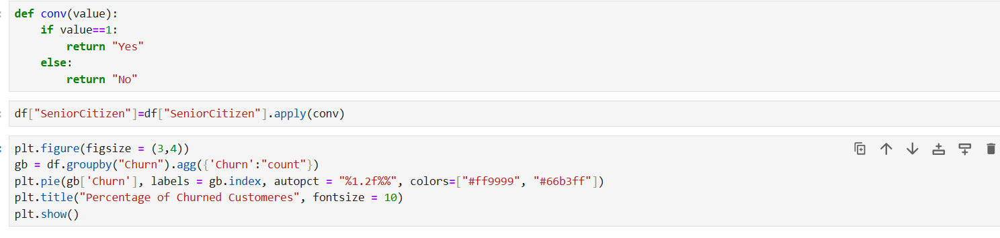 def conv(value):
    if value==1:
        return "Yes"
    else:
        return "No"
df["SeniorCitizen"]=df["SeniorCitizen"].apply(conv)
plt.figure(figsize = (3,4))
gb = df.groupby("Churn").agg({'Churn':"count"})
plt.pie(gb['Churn'], labels = gb.index, autopct = "%1.2f%%", colors=["#ff9999", "#66b3ff"])
plt.title("Percentage of Churned Customeres", fontsize = 10)
plt.show()